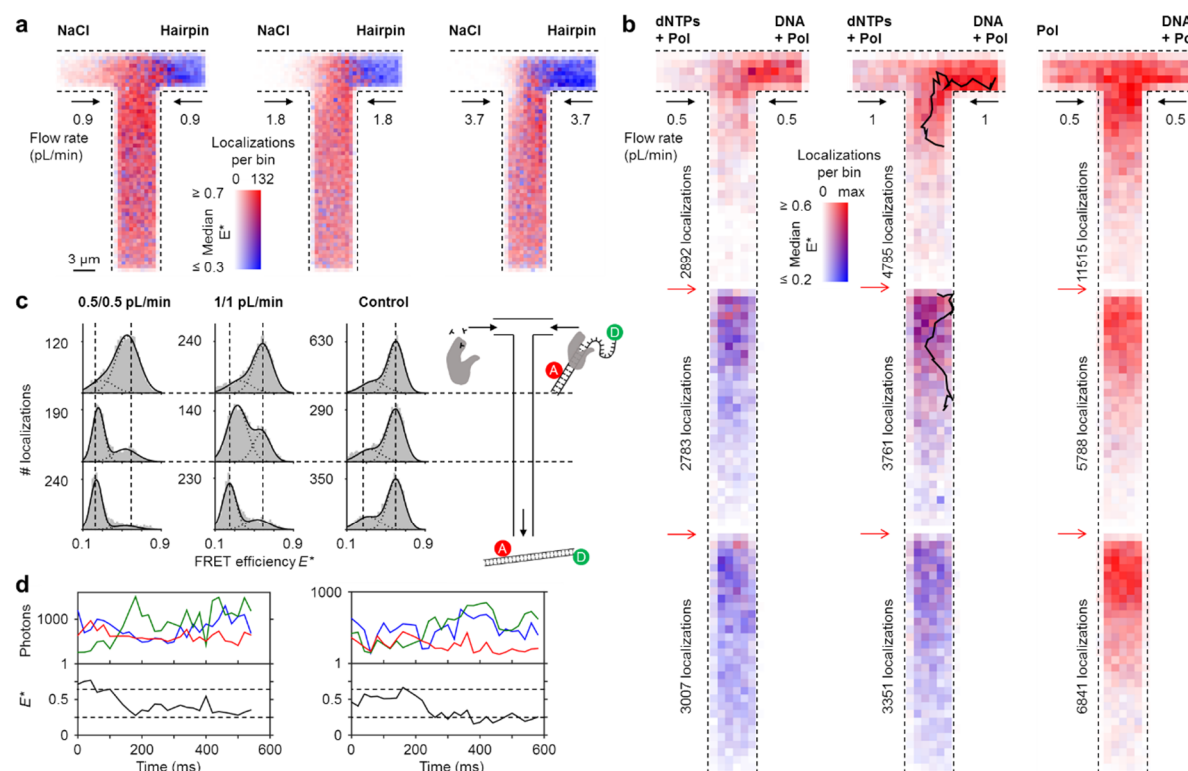 a
NaCl Hairpin NaCl Hairpin NaCl Hairpin
0.9 0.9 1.8 1.8 3.7 3.7
Flow rate
(pL/min)
Localizations
per bin
0 132
≥ 0.7
Median
E*
≤ 0.3
3 μm
b
dNTPs
+ Pol
DNA
+ Pol
dNTPs
+ Pol
DNA
+ Pol
Pol
DNA
+ Pol
0.5 0.5 1 1 0.5 0.5
Flow rate
(pL/min)
Localizations
per bin
0 max
≥ 0.6
Median
E*
≤ 0.2
2892 localizations
4785 localizations
11515 localizations
2783 localizations
3761 localizations
5788 localizations
3007 localizations
3351 localizations
6841 localizations
c
0.5/0.5 pL/min 1/1 pL/min Control
120 240 630
190 140 290
240 230 350
# localizations
0.1 0.9 0.1 0.9 0.1 0.9
FRET efficiency E*
A D
A D
d
Photons
1000
1
1000
1
E*
0.5
0
0.5
0
0 200 400 600
0 200 400 600
Time (ms) Time (ms)